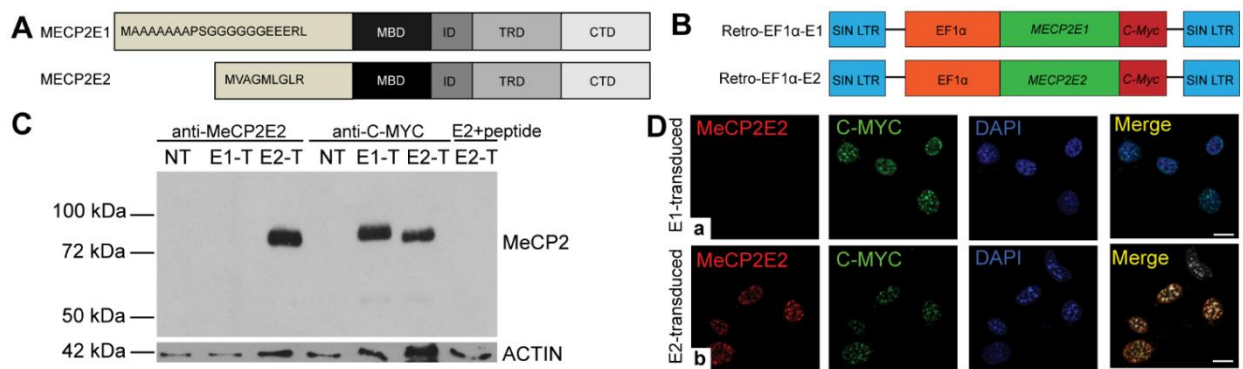 A
MECP2E1
MAAAAAAAPSGGGGGGEEERL
MBD ID TRD CTD
MECP2E2
MVAGMLGLR
MBD ID TRD CTD
B
Retro-EF1α-E1
SIN LTR EF1α MECP2E1 C-Myc SIN LTR
Retro-EF1α-E2
SIN LTR EF1α MECP2E2 C-Myc SIN LTR
C
anti-MeCP2E2 anti-C-MYC E2+peptide
NT E1-T E2-T NT E1-T E2-T E2-T
100 kDa
72 kDa
MeCP2
50 kDa
42 kDa
ACTIN
D
E1-transduced
MeCP2E2 C-MYC DAPI Merge
a
E2-transduced
MeCP2E2 C-MYC DAPI Merge
b